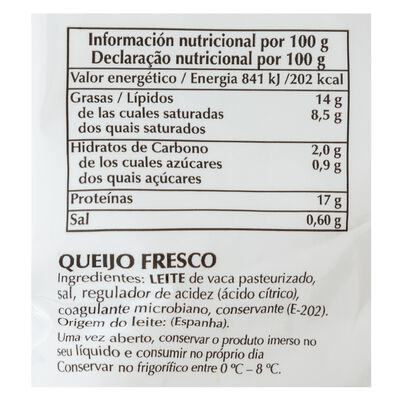 Información nutricional por 100 g
Declaração nutricional por 100 g
Valor energético / Energia 841 kJ /202 kcal
Grasas / Lípidos 14 g
de las cuales saturadas 8,5 g
dos quais saturados
Hidratos de Carbono 2,0 g
de los cuales azúcares 0,9 g
dos quais açúcares
Proteínas 17 g
Sal 0,60 g
QUEIJO FRESCO
Ingredientes: LEITE de vaca pasteurizado,
sal, regulador de acidez (ácido cítrico),
coagulante microbiano, conservante (E-202).
Origem do leite: (Espanha).
Uma vez aberto, conservar o produto imerso no
seu líquido e consumir no próprio dia
Conservar no frigorífico entre 0 ºC – 8 ºC.